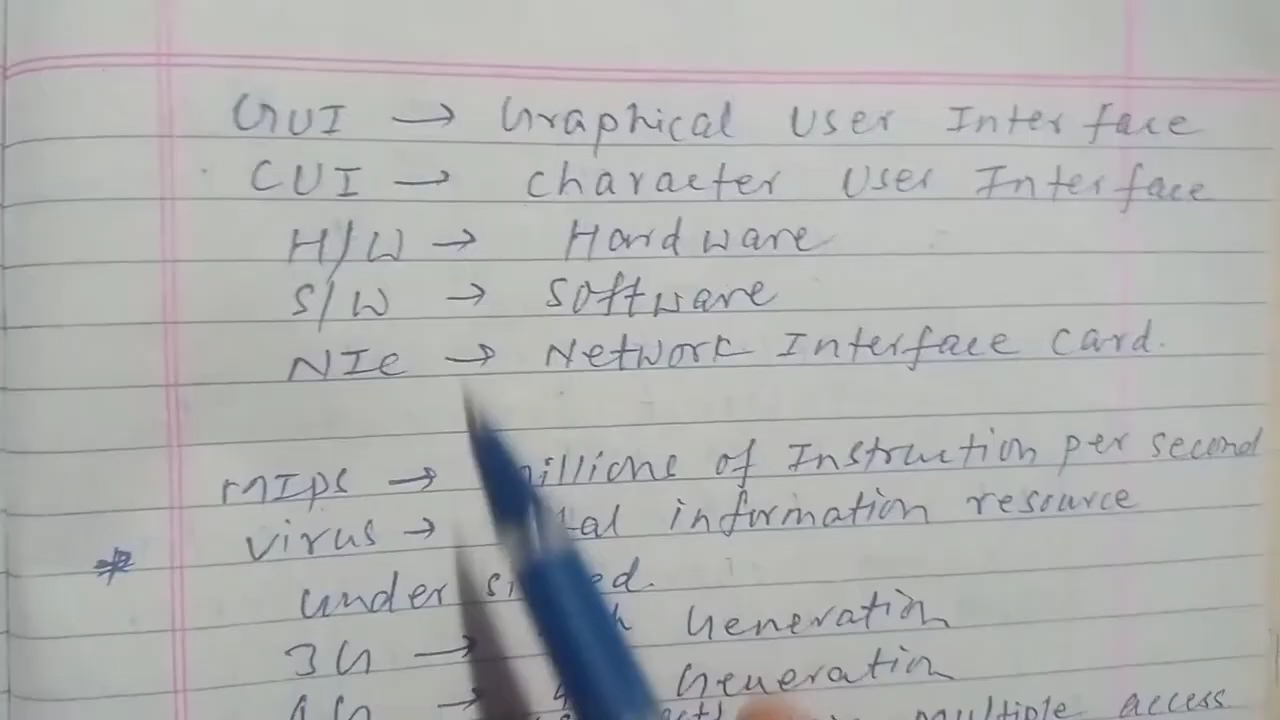 GUI → Graphical User Interface
CUI → Character User Interface
H/W → Hardware
S/W → Software
NIC → Network Interface Card.
MIPS → Millions of Instruction per second
Virus → information resource
under
3G → Generation
4G → Generation
multiple access